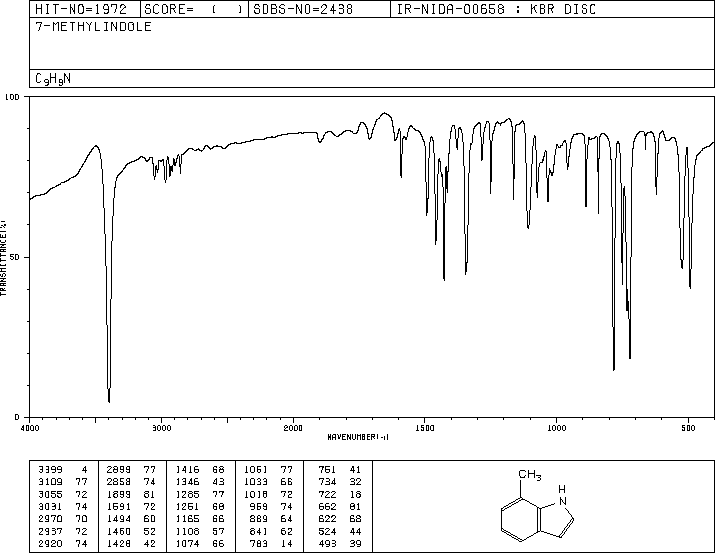 HIT-NO=1972 SCORE= ( ) SDBS-NO=2438 IR-NIDA-00658 : KBR DISC
7-METHYLINDOLE
C9H9N
100
50
0
TRANSMITTANCE(%)
4000 3000 2000 1500 1000 500
WAVENUMBER(-1)
3399 4 2899 77 1416 68 1061 77 751 41
3109 77 2858 74 1346 43 1033 66 734 32
3055 72 1899 81 1285 77 1018 72 722 18
3031 74 1591 72 1251 68 959 74 662 81
2970 70 1494 60 1165 66 889 64 622 68
2937 72 1460 52 1108 57 841 62 524 44
2920 74 1428 42 1074 66 783 14 493 39
CH3
H
N